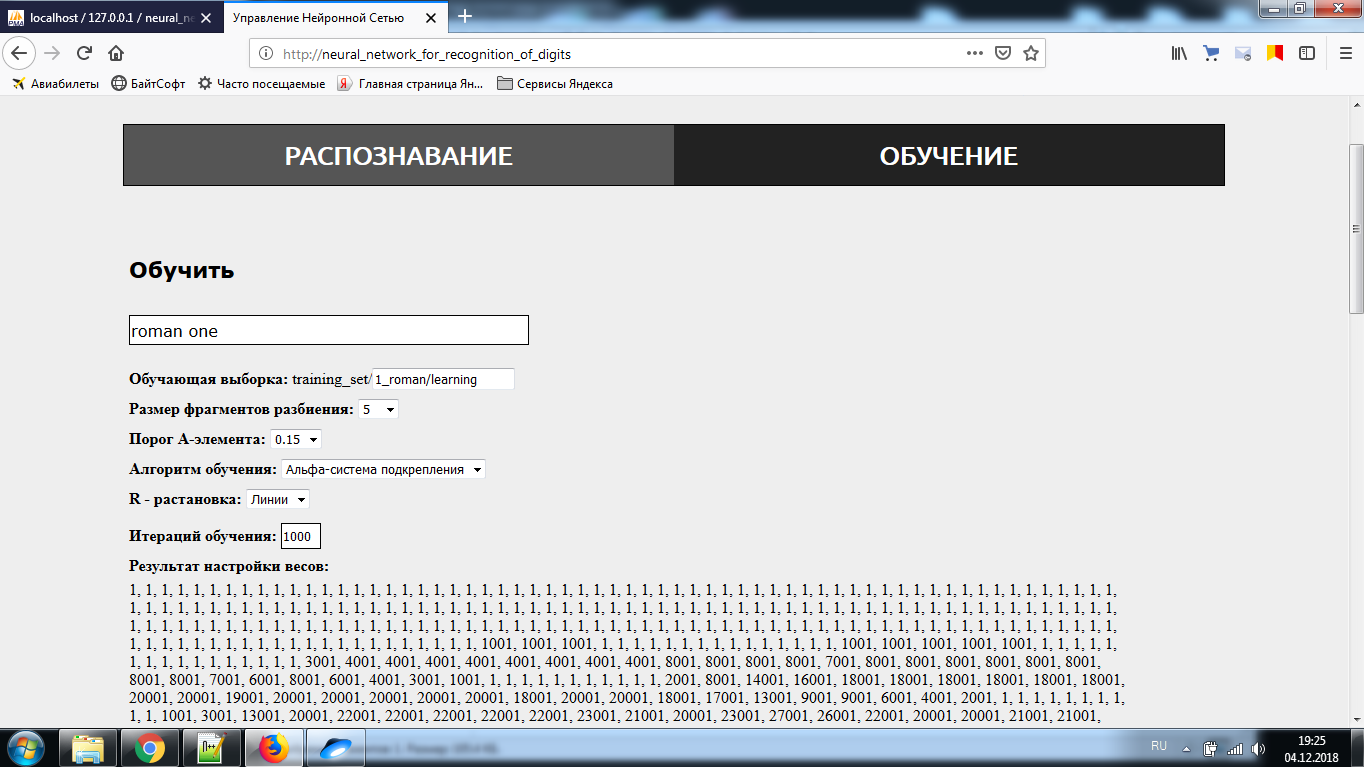 localhost / 127.0.0.1 / neural_ne
Управление Нейронной Сетью
http://neural_network_for_recognition_of_digits
Авиабилеты БайтСофт Часто посещаемые Главная страница Ян... Сервисы Яндекса
РАСПОЗНАВАНИЕ ОБУЧЕНИЕ
Обучить
roman one
Обучающая выборка: training_set/1_roman/learning
Размер фрагментов разбиения: 5
Порог А-элемента: 0.15
Алгоритм обучения: Альфа-система подкрепления
R - растановка: Линии
Итераций обучения: 1000
Результат настройки весов:
1, 1, 1, 1, 1, 1, 1, 1, 1, 1, 1, 1, 1, 1, 1, 1, 1, 1, 1, 1, 1, 1, 1, 1, 1, 1, 1, 1, 1, 1, 1, 1, 1, 1, 1, 1, 1, 1, 1, 1, 1, 1, 1, 1, 1, 1, 1, 1, 1, 1, 1, 1, 1, 1, 1, 1, 1, 1, 1, 1, 1, 1,
1, 1, 1, 1, 1, 1, 1, 1, 1, 1, 1, 1, 1, 1, 1, 1, 1, 1, 1, 1, 1, 1, 1, 1, 1, 1, 1, 1, 1, 1, 1, 1, 1, 1, 1, 1, 1, 1, 1, 1, 1, 1, 1, 1, 1, 1, 1, 1, 1, 1, 1, 1, 1, 1, 1, 1, 1, 1, 1, 1, 1, 1,
1, 1, 1, 1, 1, 1, 1, 1, 1, 1, 1, 1, 1, 1, 1, 1, 1, 1, 1, 1, 1, 1, 1, 1, 1, 1, 1, 1, 1, 1, 1, 1, 1, 1, 1, 1, 1, 1, 1, 1, 1, 1, 1, 1, 1, 1, 1, 1, 1, 1, 1, 1, 1, 1, 1, 1, 1, 1, 1, 1, 1, 1,
1, 1, 1, 1, 1, 1, 1, 1, 1, 1, 1, 1, 1, 1, 1, 1, 1, 1, 1, 1, 1, 1, 1001, 1001, 1001, 1, 1, 1, 1, 1, 1, 1, 1, 1, 1, 1, 1, 1, 1, 1, 1001, 1001, 1001, 1001, 1001, 1, 1, 1, 1, 1,
1, 1, 1, 1, 1, 1, 1, 1, 1, 1, 1, 3001, 4001, 4001, 4001, 4001, 4001, 4001, 4001, 4001, 8001, 8001, 8001, 8001, 7001, 8001, 8001, 8001, 8001, 8001, 8001,
8001, 8001, 7001, 6001, 8001, 6001, 4001, 3001, 1001, 1, 1, 1, 1, 1, 1, 1, 1, 1, 1, 1, 2001, 8001, 14001, 16001, 18001, 18001, 18001, 18001, 18001, 18001,
20001, 20001, 19001, 20001, 20001, 20001, 20001, 20001, 18001, 20001, 20001, 18001, 17001, 13001, 9001, 9001, 6001, 4001, 2001, 1, 1, 1, 1, 1, 1, 1, 1,
1, 1, 1001, 3001, 13001, 20001, 22001, 22001, 22001, 22001, 22001, 23001, 21001, 20001, 23001, 27001, 26001, 22001, 20001, 20001, 21001, 21001,
RU 19:25
04.12.2018